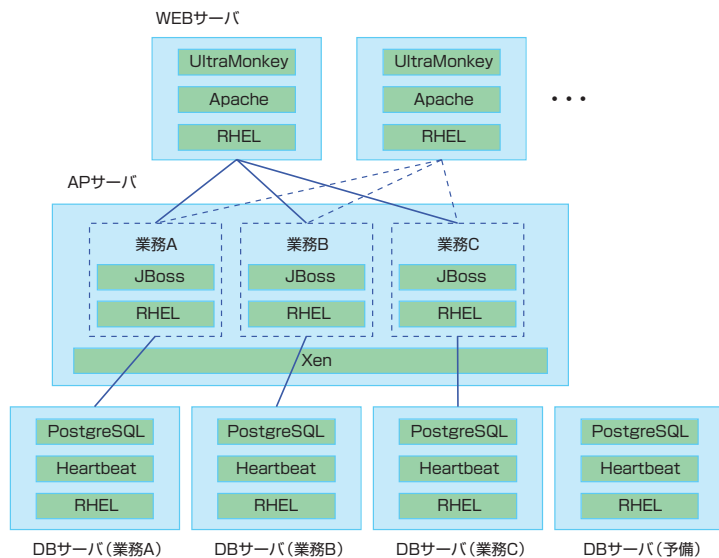 WEBサーバ
UltraMonkey
UltraMonkey
Apache
Apache
・・・
RHEL
RHEL
APサーバ
業務A
業務B
業務C
JBoss
JBoss
JBoss
RHEL
RHEL
RHEL
Xen
PostgreSQL
PostgreSQL
PostgreSQL
PostgreSQL
Heartbeat
Heartbeat
Heartbeat
Heartbeat
RHEL
RHEL
RHEL
RHEL
DBサーバ(業務A)
DBサーバ(業務B)
DBサーバ(業務C)
DBサーバ(予備)